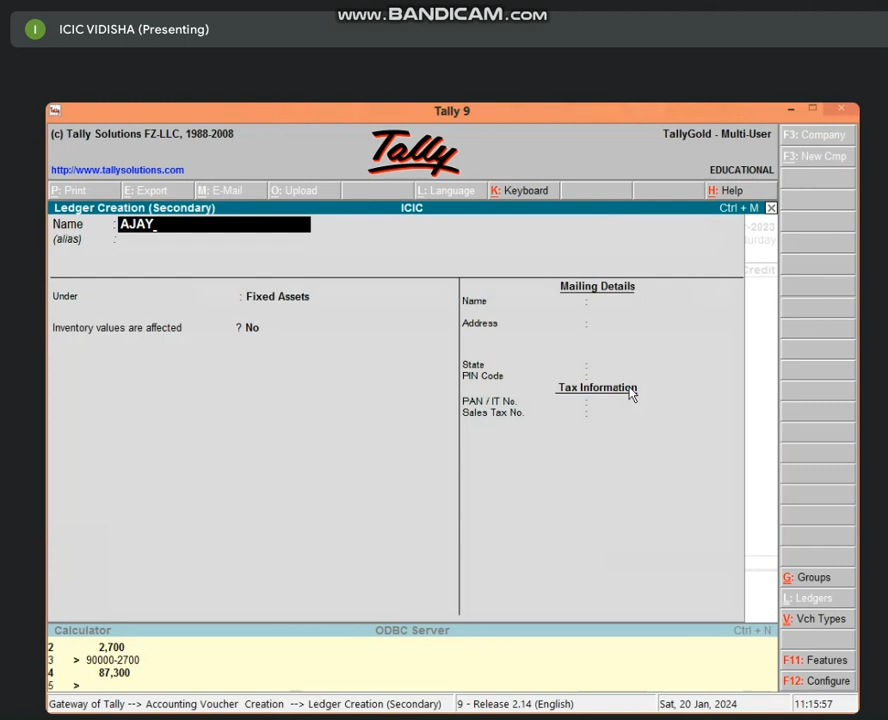 www.BANDICAM.com
I ICIC VIDISHA (Presenting)
Tally 9
(c) Tally Solutions FZ-LLC, 1988-2008
Tally
TallyGold - Multi-User
http://www.tallysolutions.com
EDUCATIONAL
P: Print E: Export M: E-Mail O: Upload L: Language K: Keyboard H: Help
F3: Company
F3: New Cmp
Ledger Creation (Secondary) ICIC Ctrl + M
Name : AJAY
(alias) :
-2023
Credit
Under : Fixed Assets
Inventory values are affected ? No
Mailing Details
Name :
Address :
State :
PIN Code :
Tax Information
PAN / IT No. :
Sales Tax No. :
G: Groups
L: Ledgers
V: Vch Types
F11: Features
F12: Configure
Calculator ODBC Server Ctrl + N
2 2,700
3 > 90000-2700
4 87,300
5 >
Gateway of Tally --> Accounting Voucher Creation --> Ledger Creation (Secondary) 9 - Release 2.14 (English) Sat, 20 Jan, 2024 11:15:57